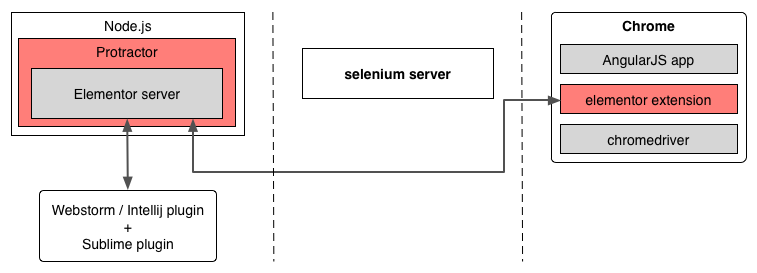 Node.js
Protractor
Elementor server
Webstorm / Intellij plugin
+
Sublime plugin
selenium server
Chrome
AngularJS app
elementor extension
chromedriver